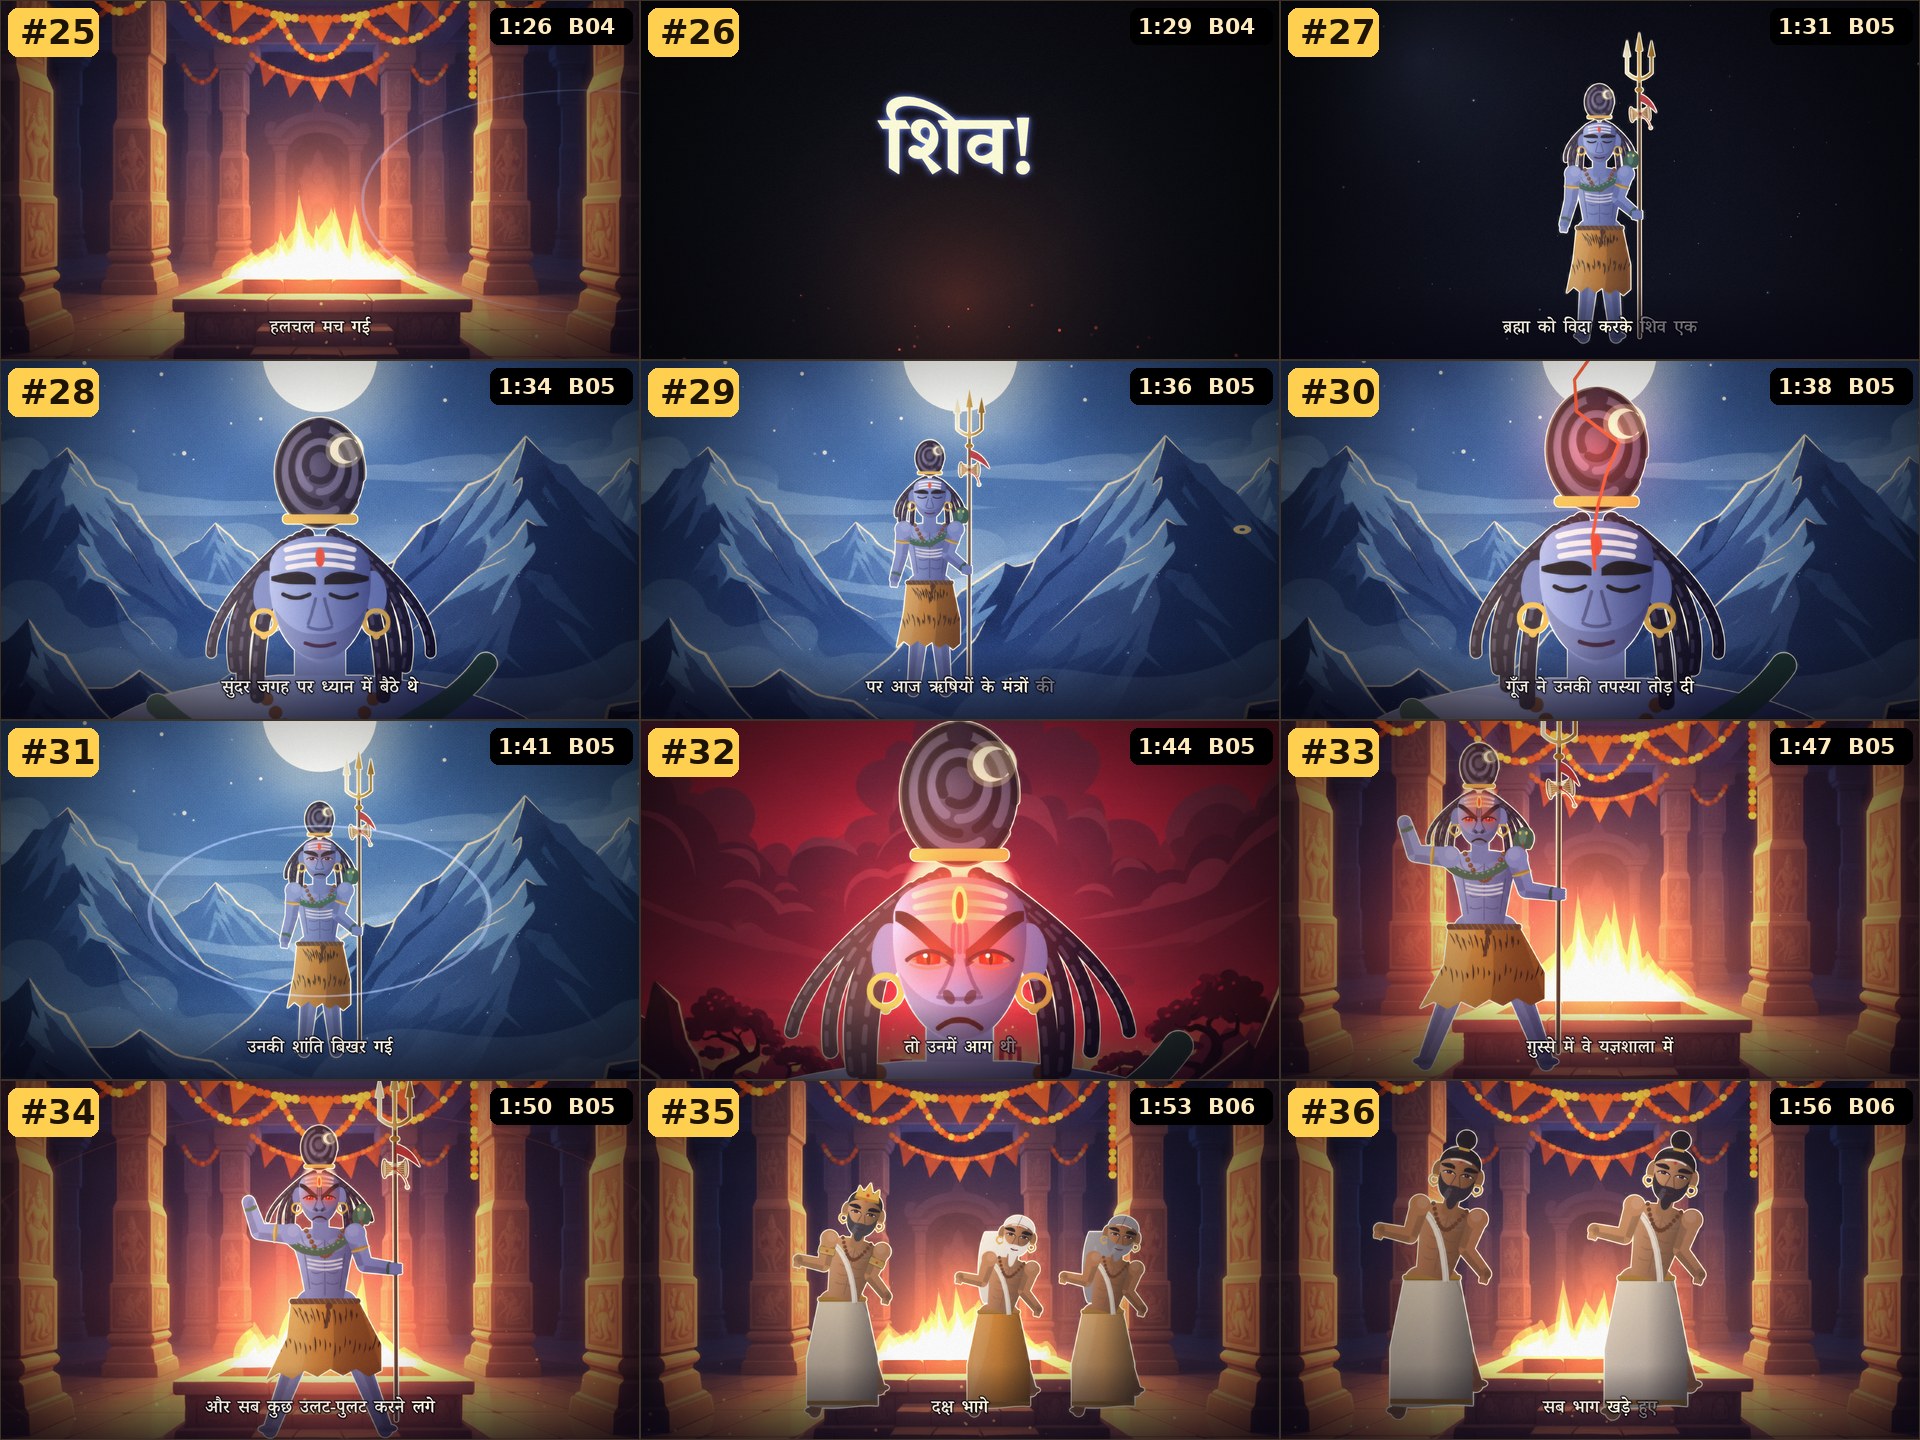 #25
1:26 B04
हलचल मच गई
#26
1:29 B04
शिव!
#27
1:31 B05
ब्रह्मा को विदा करके शिव एक
#28
1:34 B05
सुंदर जगह पर ध्यान में बैठे थे
#29
1:36 B05
पर आज ऋषियों के मंत्रों की
#30
1:38 B05
गूँज ने उनकी तपस्या तोड़ दी
#31
1:41 B05
उनकी शांति बिखर गई
#32
1:44 B05
तो उनमें आग थी
#33
1:47 B05
ग़ुस्से में वे यज्ञशाला में
#34
1:50 B05
और सब कुछ उलट-पुलट करने लगे
#35
1:53 B06
दक्ष भागे
#36
1:56 B06
सब भाग खड़े हुए